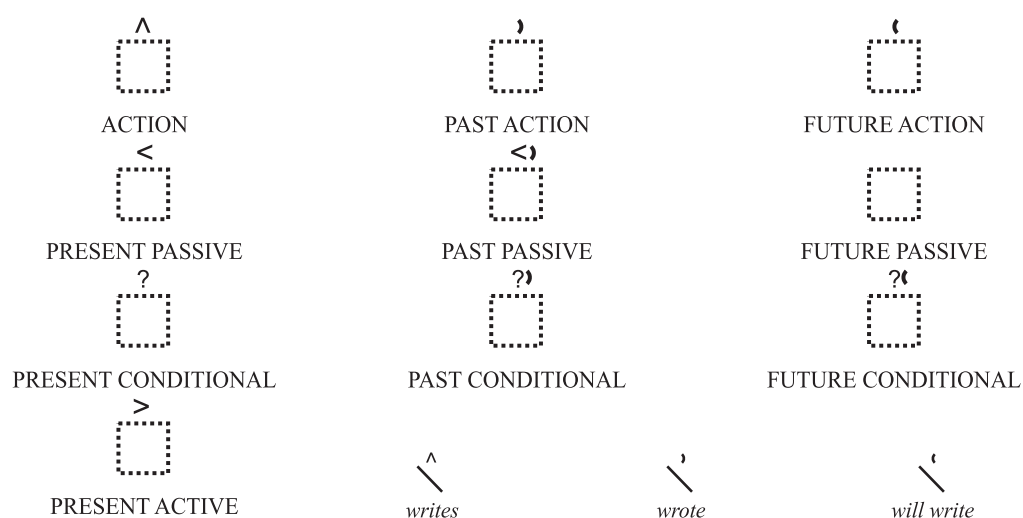 ^ ) (
ACTION PAST ACTION FUTURE ACTION
< <)
PRESENT PASSIVE PAST PASSIVE FUTURE PASSIVE
? ?) ?(
PRESENT CONDITIONAL PAST CONDITIONAL FUTURE CONDITIONAL
>
^ ) (
PRESENT ACTIVE writes wrote will write